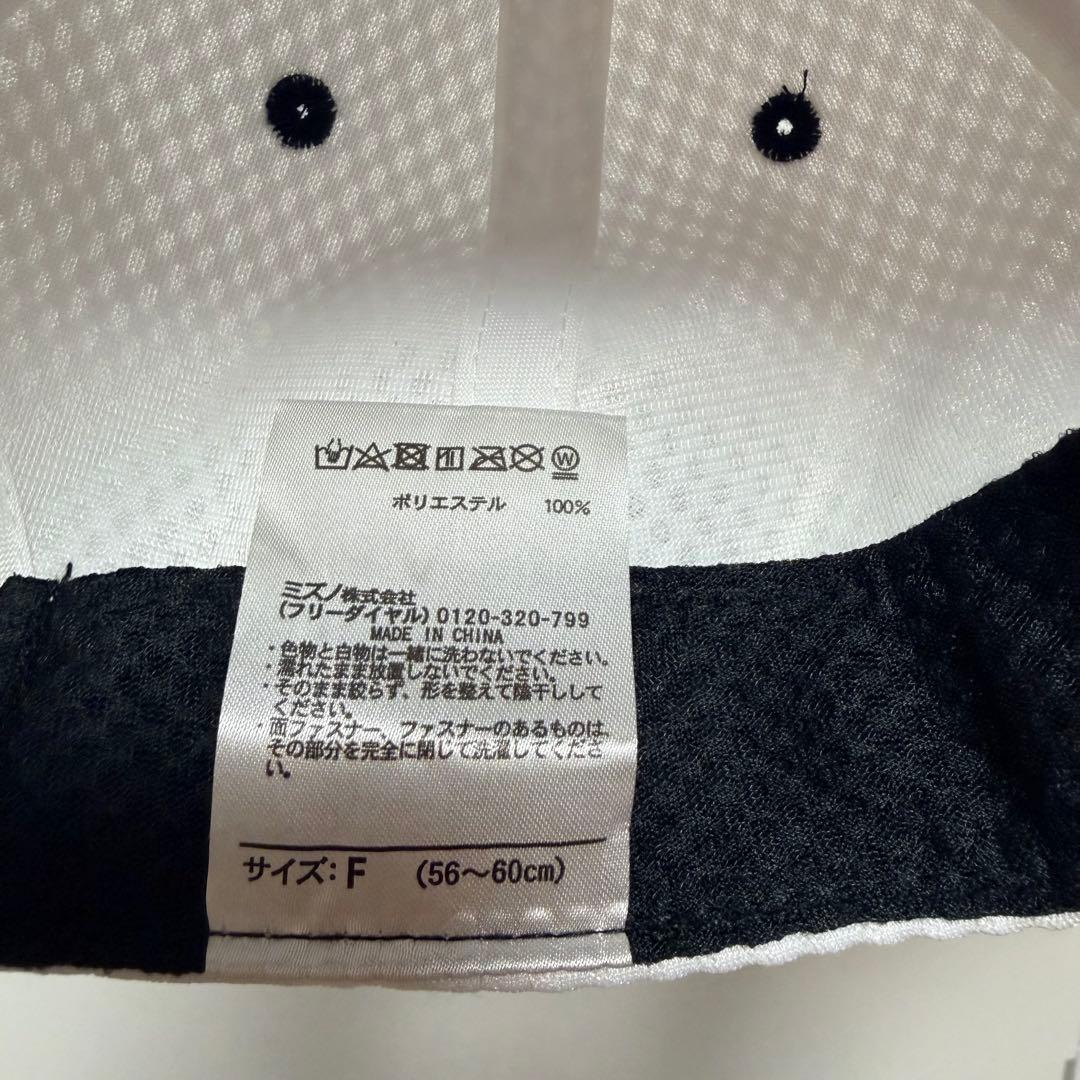 W
ポリエステル 100%
ミズノ株式会社
(フリーダイヤル) 0120-320-799
MADE IN CHINA
・色物と白物は一緒に洗わないでください。
・濡れたまま放置しないでください。
・そのまま絞らず、形を整えて陰干しして
ください。
・面ファスナー、ファスナーのあるものは、
その部分を完全に閉じて洗濯してくださ
い。
サイズ: F (56〜60cm)